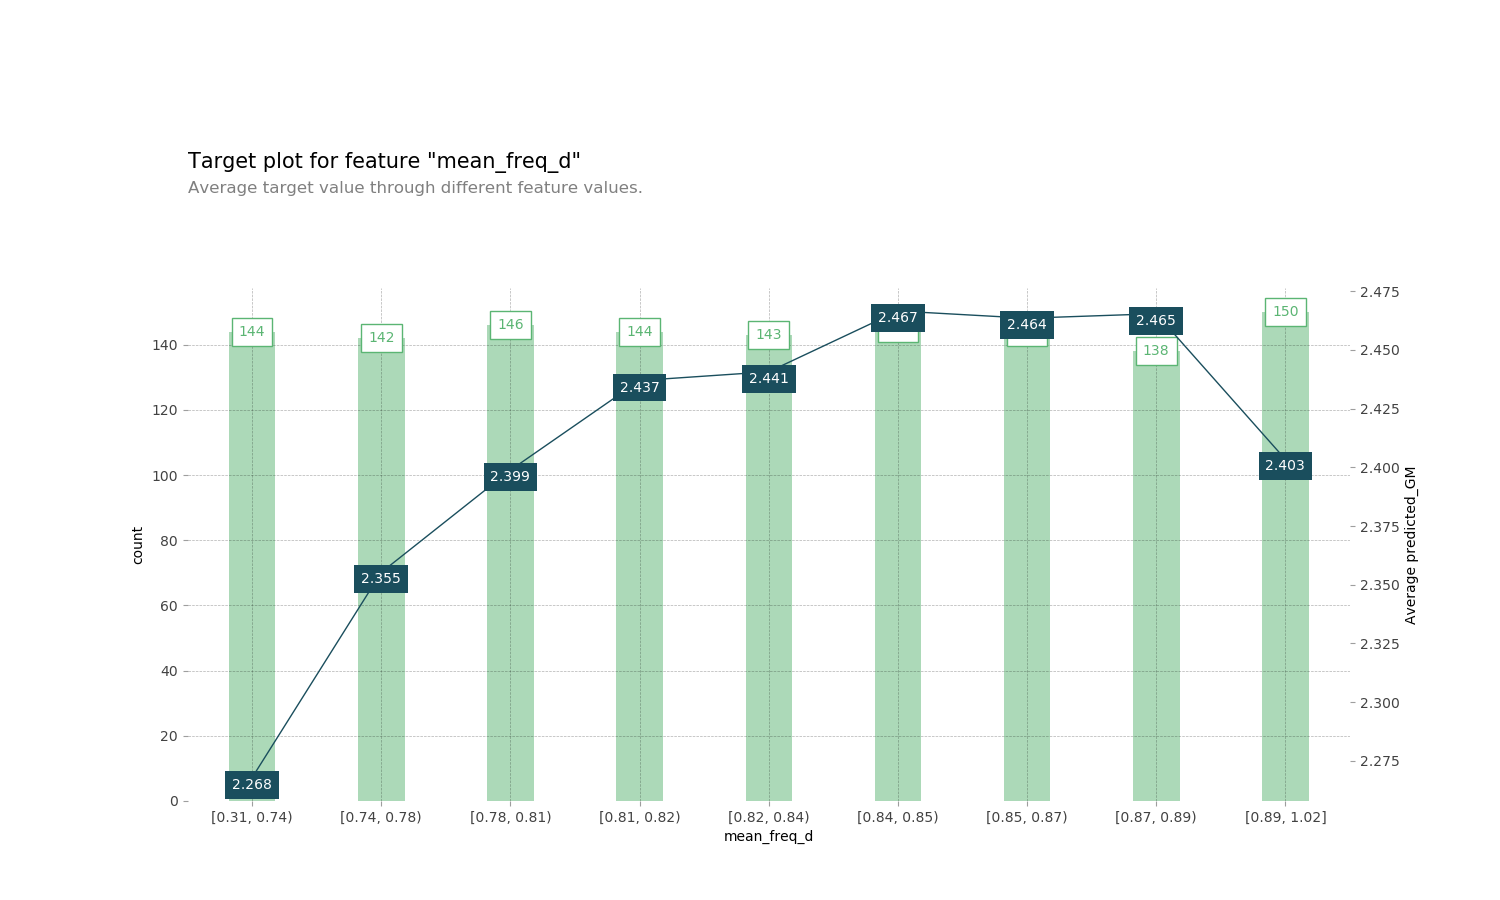 Target plot for feature "mean_freq_d"
Average target value through different feature values.
144 142 146 144 143 138 150
2.268 2.355 2.399 2.437 2.441 2.467 2.464 2.465 2.403
count
140
120
100
80
60
40
20
0
2.475
2.450
2.425
2.400
2.375
2.350
2.325
2.300
2.275
Average predicted_GM
[0.31, 0.74) [0.74, 0.78) [0.78, 0.81) [0.81, 0.82) [0.82, 0.84) [0.84, 0.85) [0.85, 0.87) [0.87, 0.89) [0.89, 1.02]
mean_freq_d